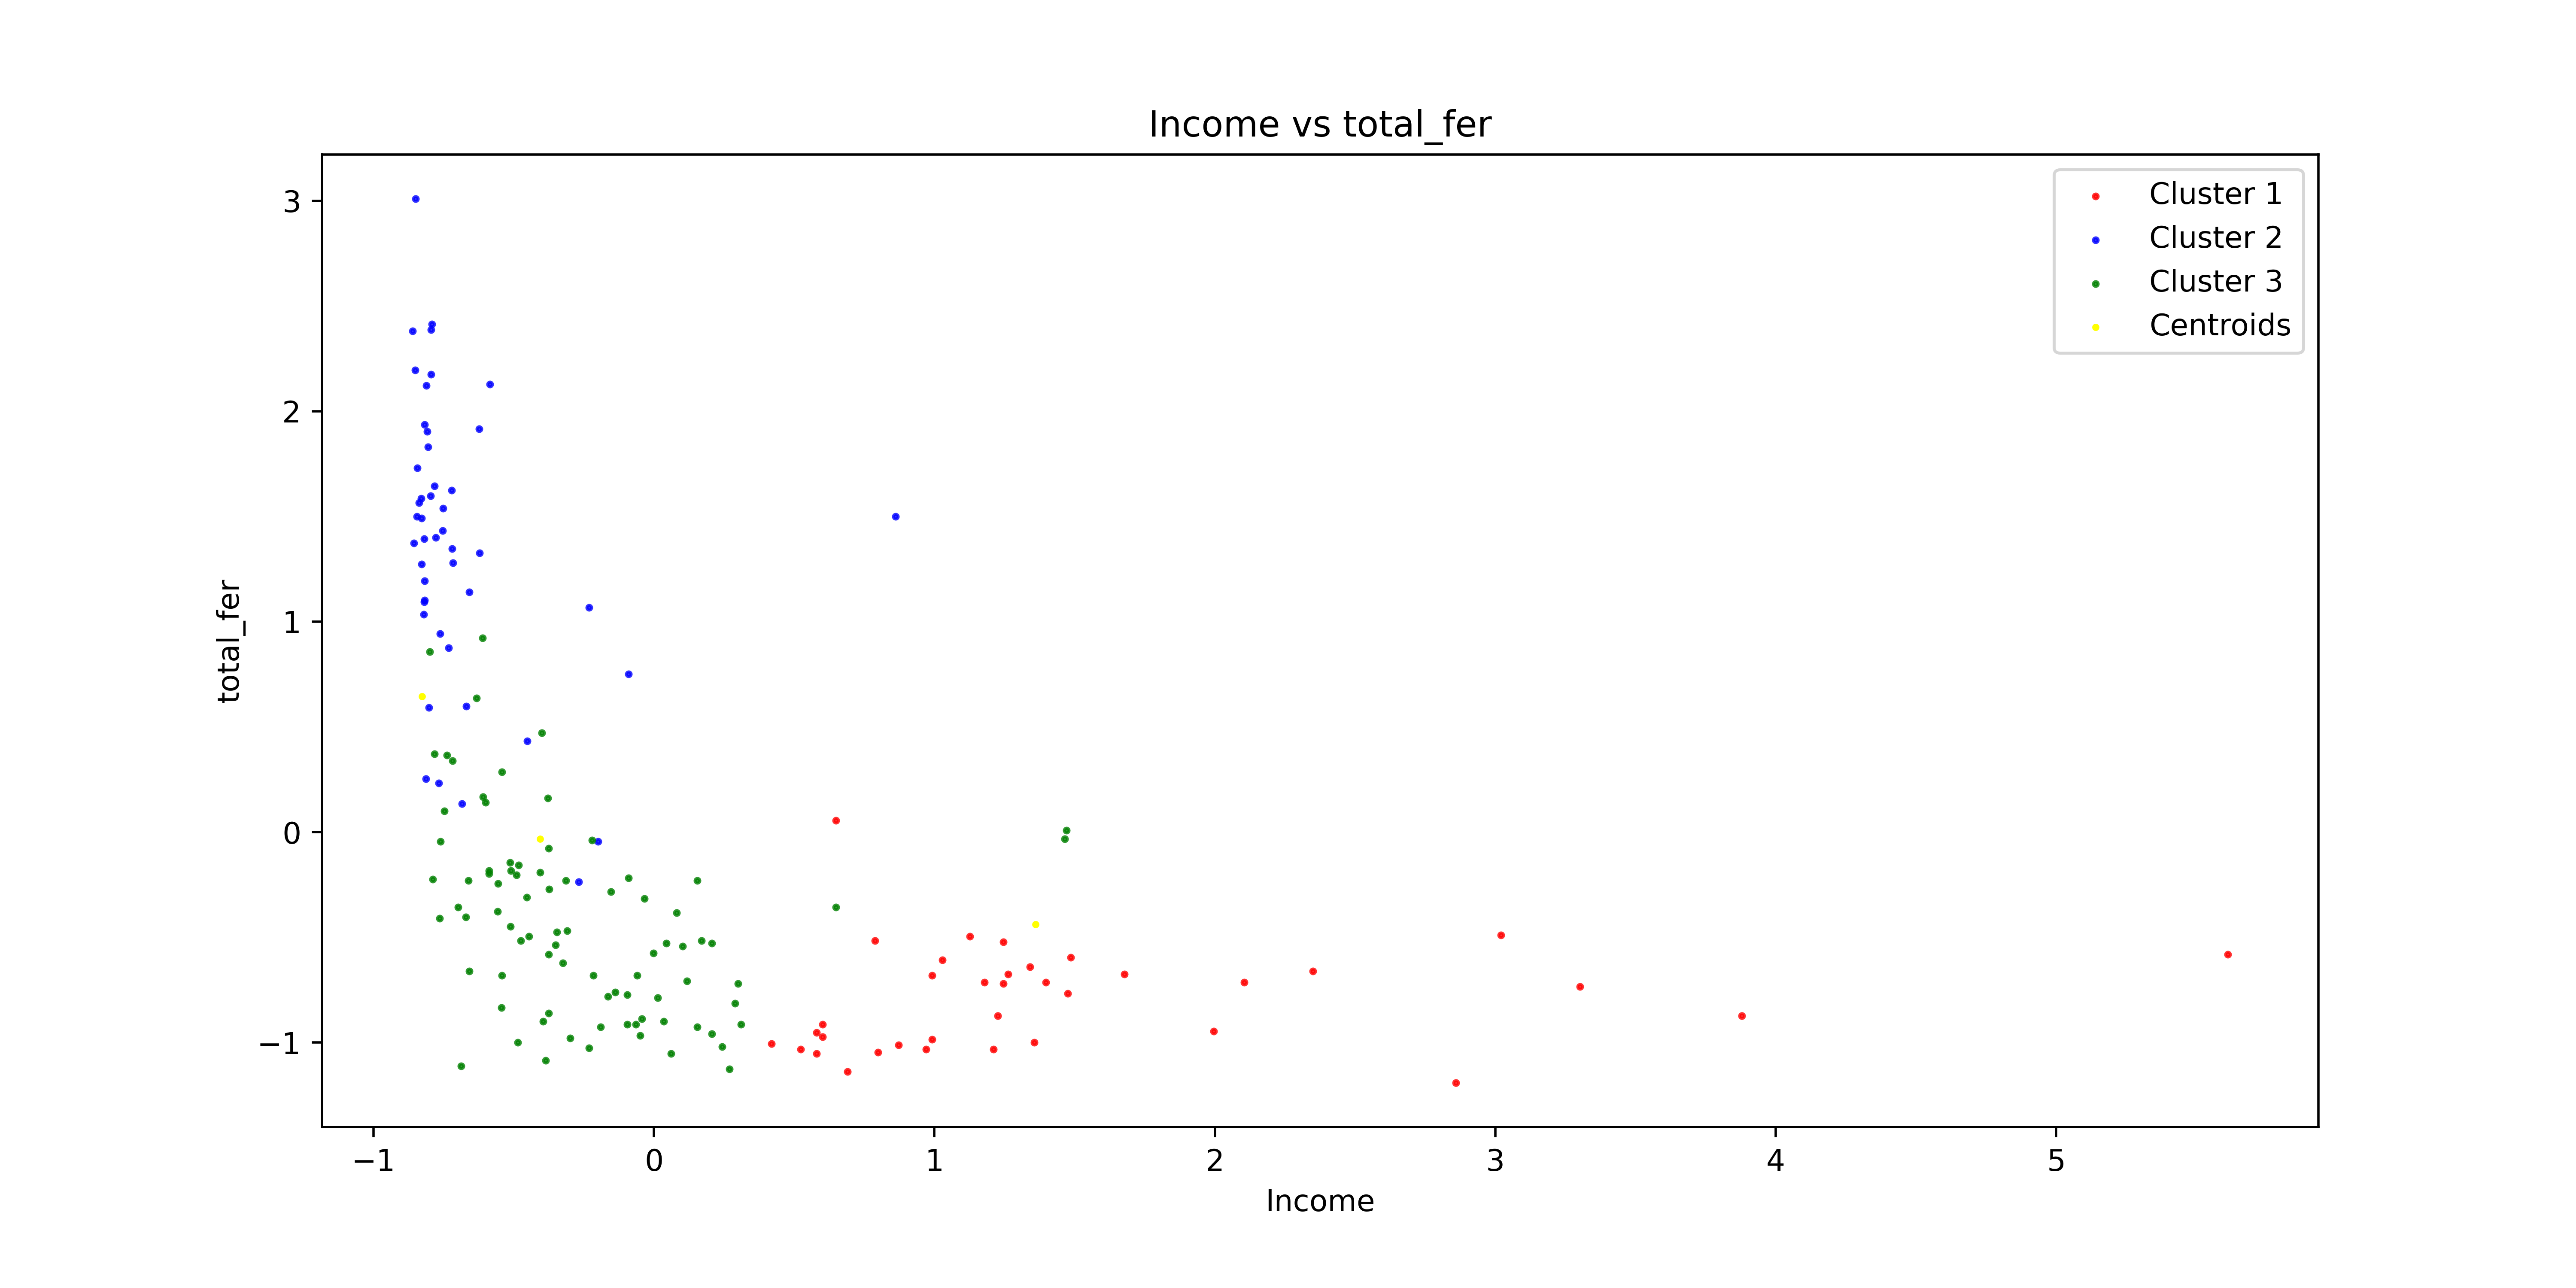 Income vs total_fer
Cluster 1
Cluster 2
Cluster 3
Centroids
3
2
1
0
−1
total_fer
−1 0 1 2 3 4 5
Income